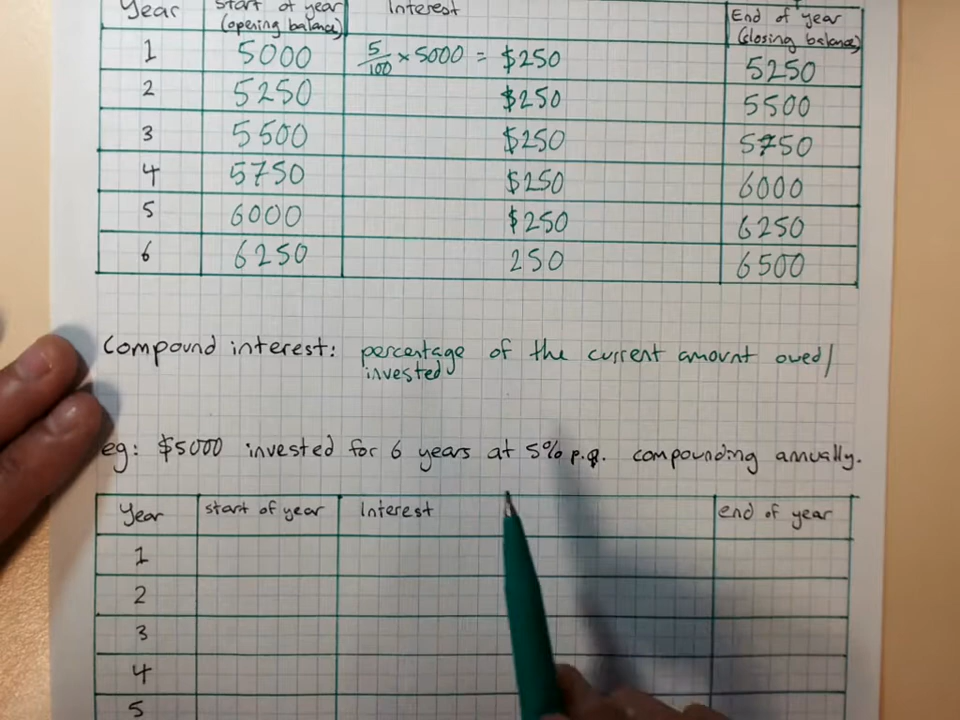 Year start of year Interest End of year
(opening balance) (closing balance)
1 5000 5/100 × 5000 = $250 5250
2 5250 $250 5500
3 5500 $250 5750
4 5750 $250 6000
5 6000 $250 6250
6 6250 250 6500
Compound interest: percentage of the current amount owed/
invested
eg: $5000 invested for 6 years at 5% p.a. compounding annually.
Year start of year Interest end of year
1
2
3
4
5